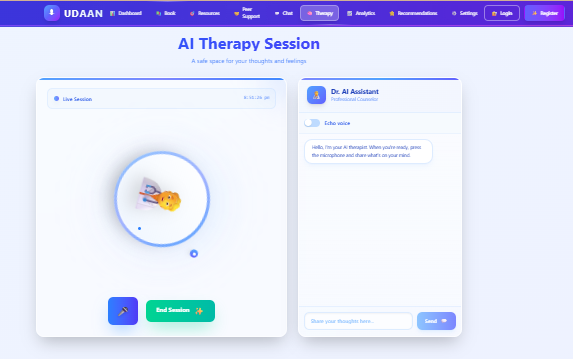 UDAAN Dashboard Book Resources Peer Support Chat Therapy Analytics Recommendations Settings Login Register
AI Therapy Session
A safe space for your thoughts and feelings
Live Session
Dr. AI Assistant
Professional Counselor
Echo voice
Hello, I'm your AI therapist. When you're ready, press
the microphone and share what's on your mind.
End Session
Share your thoughts here...
Send